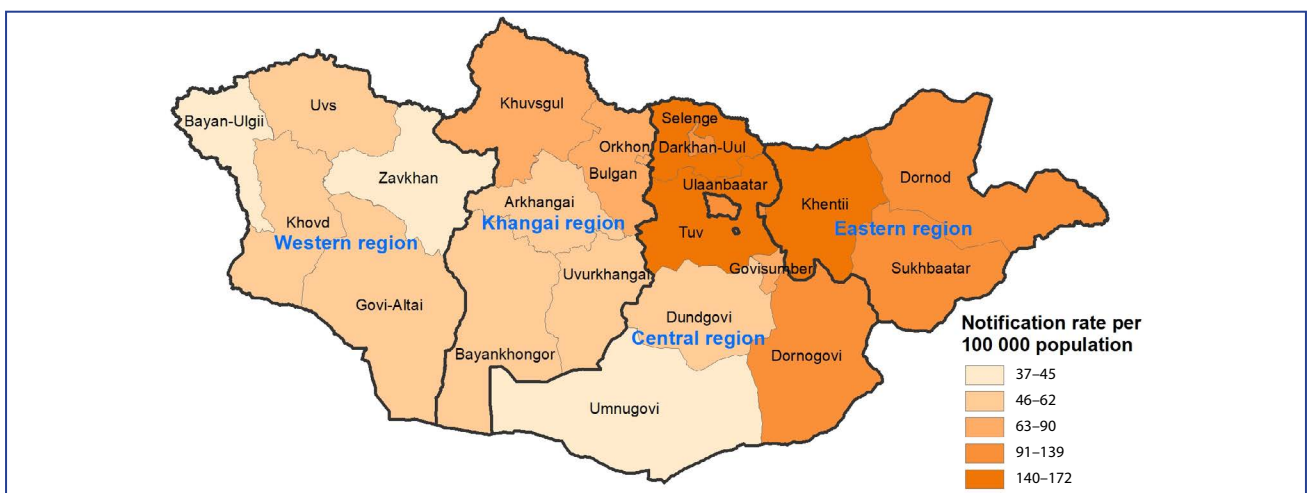 Khuvsgul
Uvs
Bayan-Ulgii
Selenge
Orkhon
Darkhan-Uul
Bulgan
Zavkhan
Dornod
Ulaanbaatar
Arkhangai
Khentii
Khovd
Khangai region
Eastern region
Tuv
Western region
Govisumber
Sukhbaatar
Uvurkhangai
Govi-Altai
Dundgovi
Central region
Bayankhongor
Dornogovi
Umnugovi
Notification rate per
100 000 population
37–45
46–62
63–90
91–139
140–172